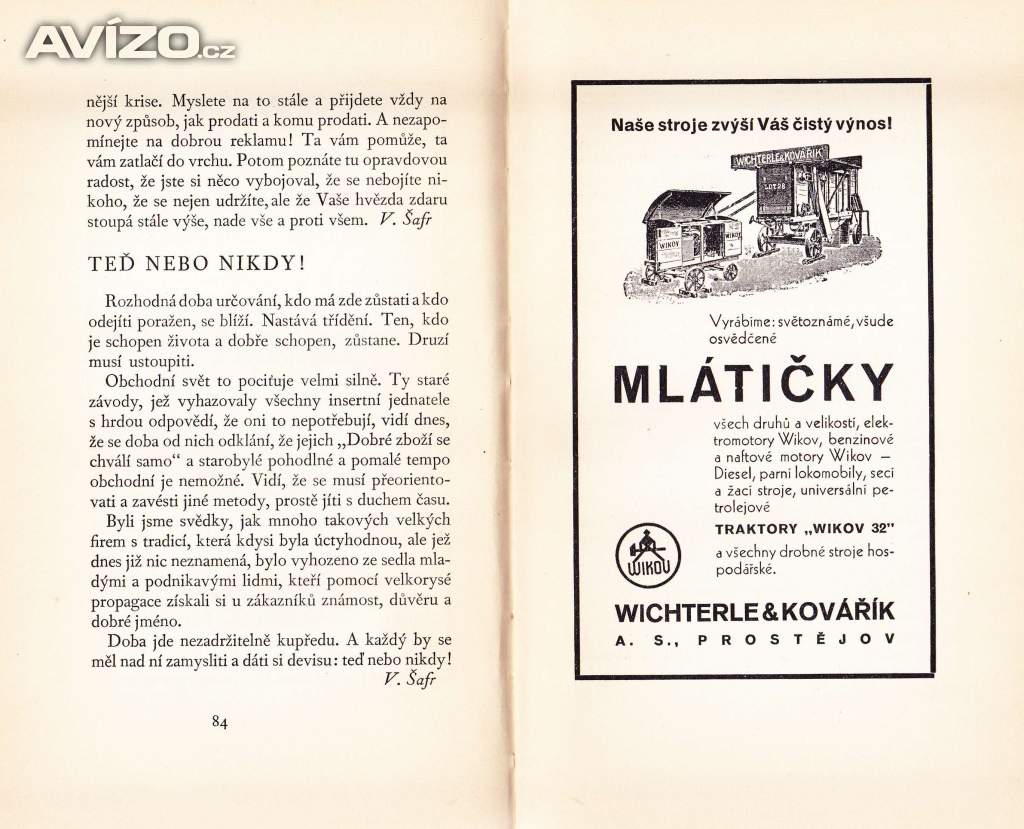 AVÍZO.cz
nější krise. Myslete na to stále a přijdete vždy na
nový způsob, jak prodati a komu prodati. A nezapo-
mínejte na dobrou reklamu! Ta vám pomůže, ta
vám zatlačí do vrchu. Potom poznáte tu opravdovou
radost, že jste si něco vybojoval, že se nebojíte ni-
koho, že se nejen udržíte, ale že Vaše hvězda zdaru
stoupá stále výše, nade vše a proti všem. V. Šafr
TEĎ NEBO NIKDY!
Rozhodná doba určování, kdo má zde zůstati a kdo
odejíti poražen, se blíží. Nastává třídění. Ten, kdo
je schopen života a dobře schopen, zůstane. Druzí
musí ustoupiti.
Obchodní svět to pociťuje velmi silně. Ty staré
závody, jež vyhazovaly všechny insertní jednatele
s hrdou odpovědí, že oni to nepotřebují, vidí dnes,
že se doba od nich odklání, že jejich „Dobré zboží se
chválí samo“ a starobylé pohodlné a pomalé tempo
obchodní je nemožné. Vidí, že se musí přeoriento-
vati a zavésti jiné metody, prostě jíti s duchem času.
Byli jsme svědky, jak mnoho takových velkých
firem s tradicí, která kdysi byla úctyhodnou, ale jež
dnes již nic neznamená, bylo vyhozeno ze sedla mla-
dými a podnikavými lidmi, kteří pomocí velkorysé
propagace získali si u zákazníků známost, důvěru a
dobré jméno.
Doba jde nezadržitelně kupředu. A každý by se
měl nad ní zamysliti a dáti si devisu: teď nebo nikdy!
V. Šafr
84
Naše stroje zvýší Váš čistý výnos!
WICHTERLE & KOVÁŘÍK
WIKOV
WIKOV
Vyrábíme: světoznámé, všude
osvědčené
MLÁTIČKY
všech druhů a velikostí, elek-
tromotory Wikov, benzinové
a naftové motory Wikov –
Diesel, parní lokomobily, secí
a žací stroje, universální pe-
trolejové
TRAKTORY „WIKOV 32"
a všechny drobné stroje hos-
podářské.
WIKOV
WICHTERLE & KOVÁŘÍK
A. S., PROSTĚJOV